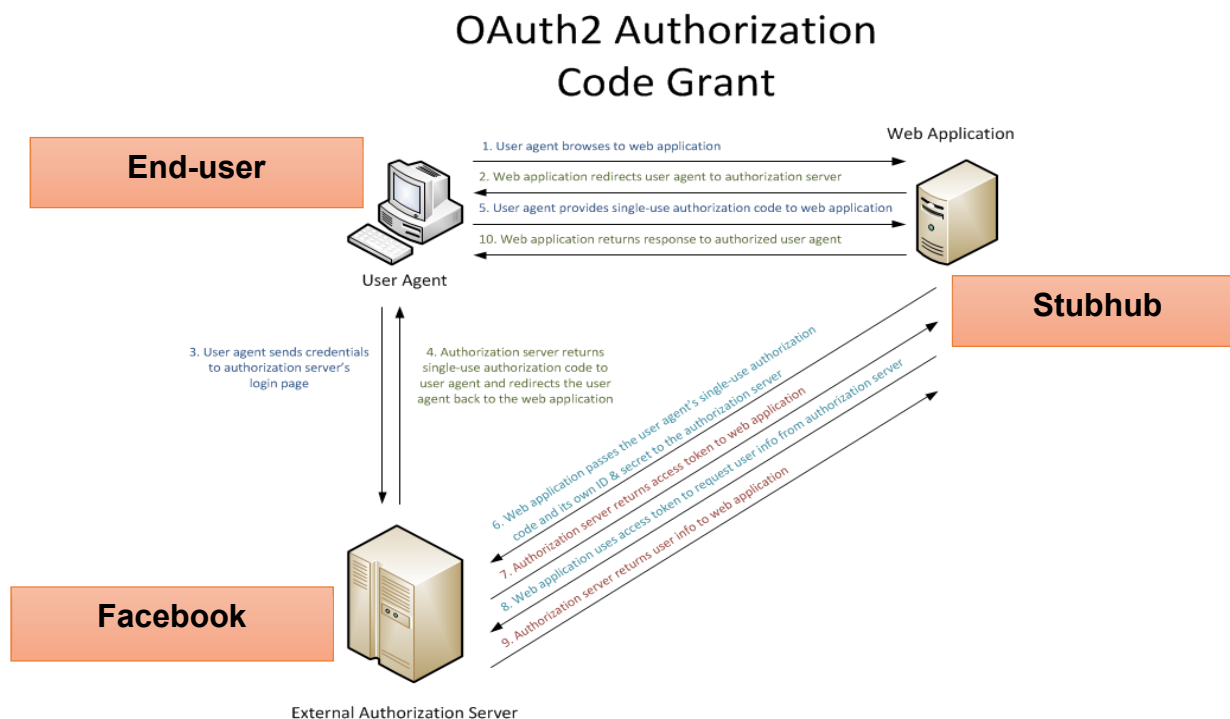 OAuth2 Authorization
Code Grant
Web Application
End-user
1. User agent browses to web application
2. Web application redirects user agent to authorization server
5. User agent provides single-use authorization code to web application
10. Web application returns response to authorized user agent
User Agent
Stubhub
3. User agent sends credentials
to authorization server's
login page
4. Authorization server returns
single-use authorization code to
user agent and redirects the user
agent back to the web application
6. Web application passes the user agent's single-use authorization
code and its own ID & secret to the authorization server
7. Authorization server returns access token to web application
8. Web application uses access token to request user info from authorization server
9. Authorization server returns user info to web application
Facebook
External Authorization Server